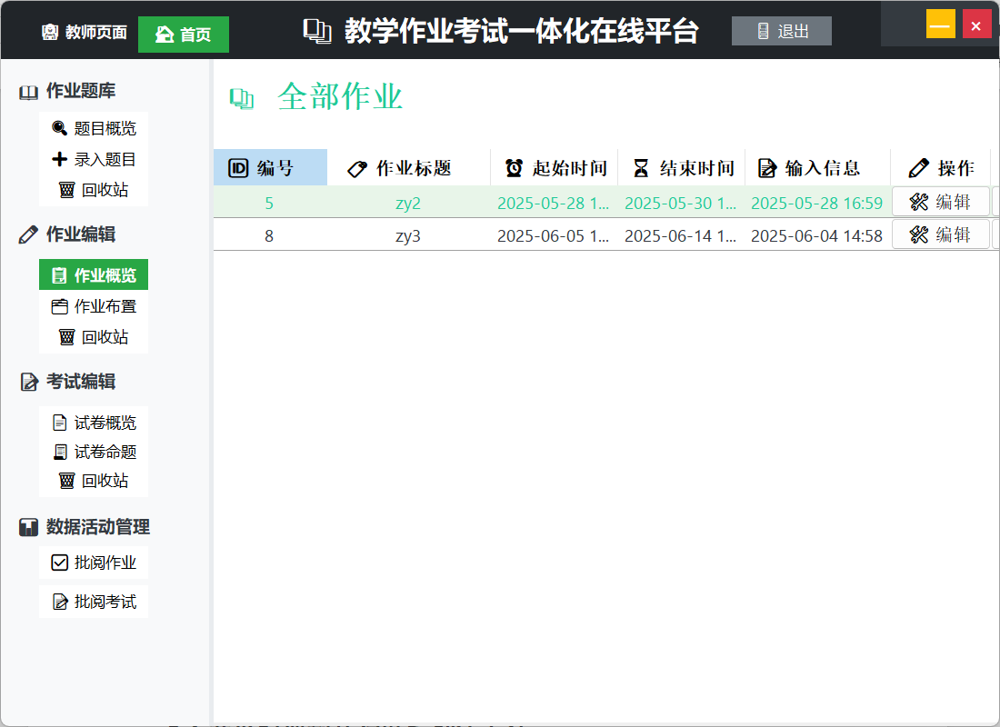 教师页面 首页 教学作业考试一体化在线平台 退出
作业题库
题目概览
录入题目
回收站
作业编辑
作业概览
作业布置
回收站
考试编辑
试卷概览
试卷命题
回收站
数据活动管理
批阅作业
批阅考试
全部作业
ID 编号 作业标题 起始时间 结束时间 输入信息 操作
5 zy2 2025-05-28 1... 2025-05-30 1... 2025-05-28 16:59 编辑
8 zy3 2025-06-05 1... 2025-06-14 1... 2025-06-04 14:58 编辑